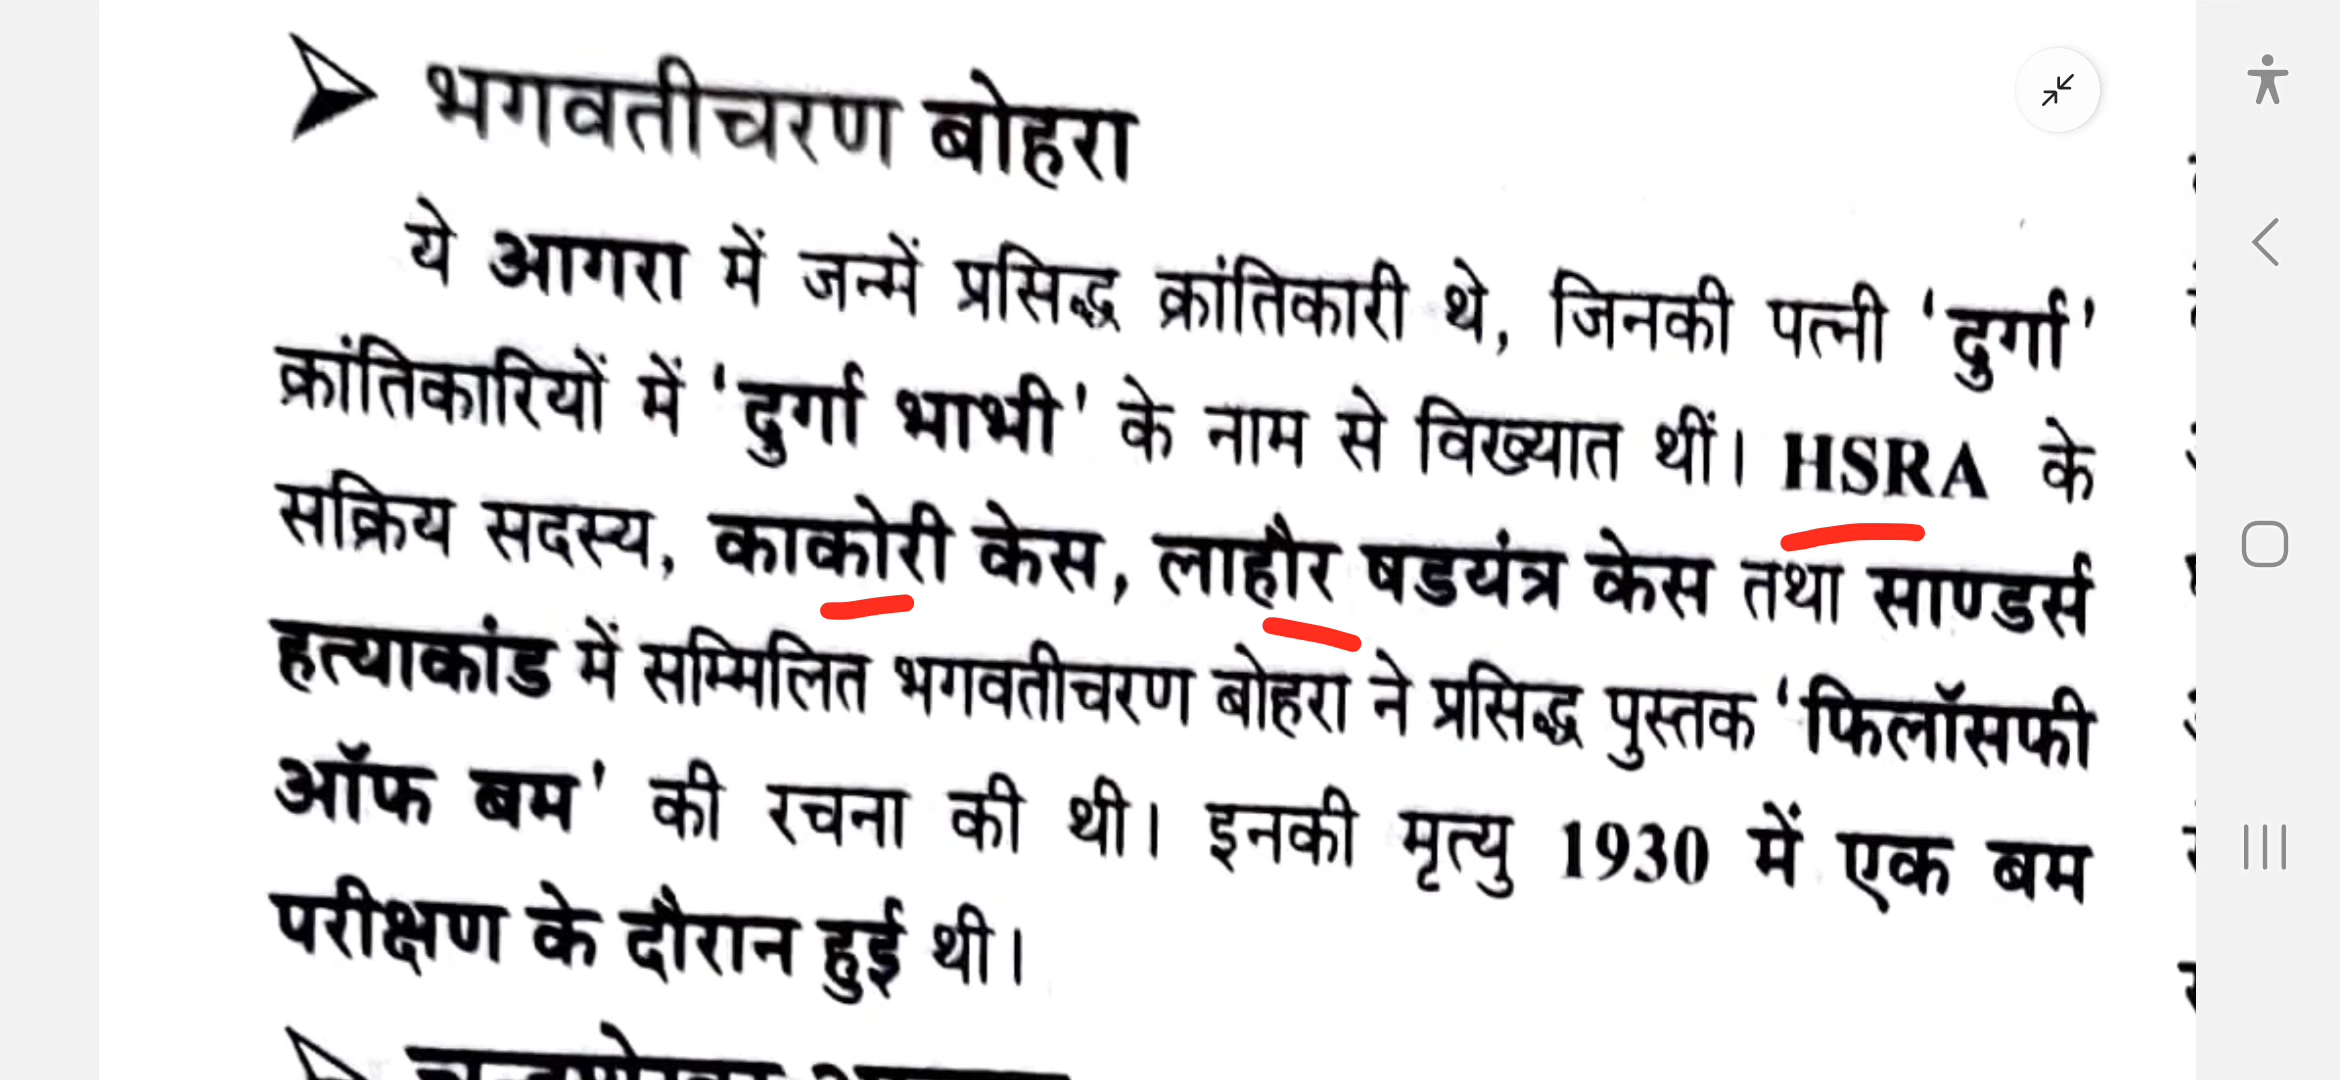 भगवतीचरण बोहरा
ये आगरा में जन्में प्रसिद्ध क्रांतिकारी थे, जिनकी पत्नी 'दुर्गा'
क्रांतिकारियों में 'दुर्गा भाभी' के नाम से विख्यात थीं। HSRA के
सक्रिय सदस्य, काकोरी केस, लाहौर षडयंत्र केस तथा साण्डर्स
हत्याकांड में सम्मिलित भगवतीचरण बोहरा ने प्रसिद्ध पुस्तक 'फिलॉसफी
ऑफ बम' की रचना की थी। इनकी मृत्यु 1930 में एक बम
परीक्षण के दौरान हुई थी।